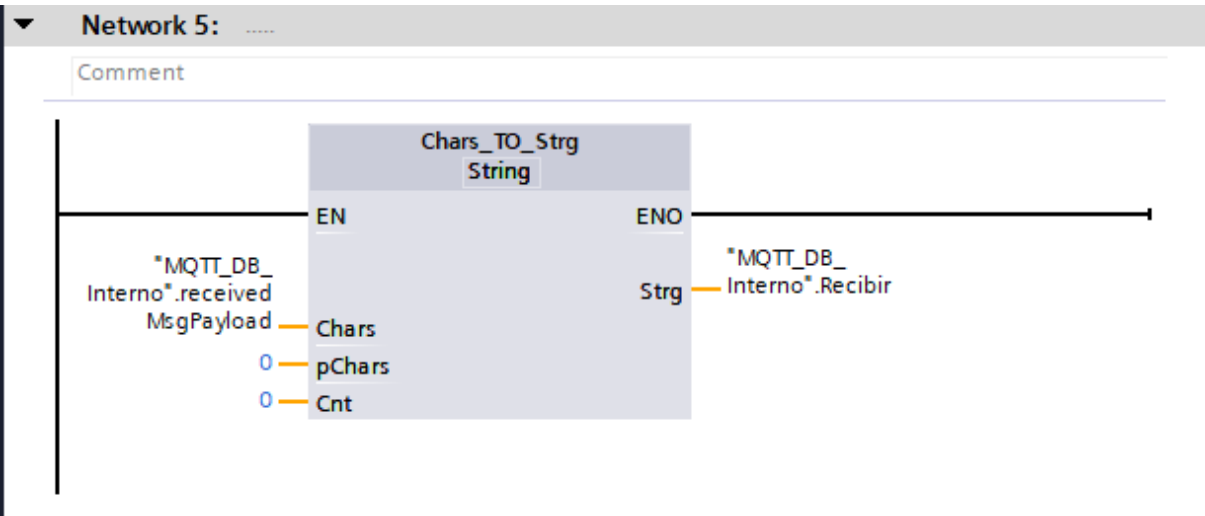 Network 5: .....
Comment
Chars_TO_Strg
String
EN
ENO
"MQTT_DB_
Interno".received
MsgPayload
Chars
0
pChars
0
Cnt
Strg
"MQTT_DB_
Interno".Recibir